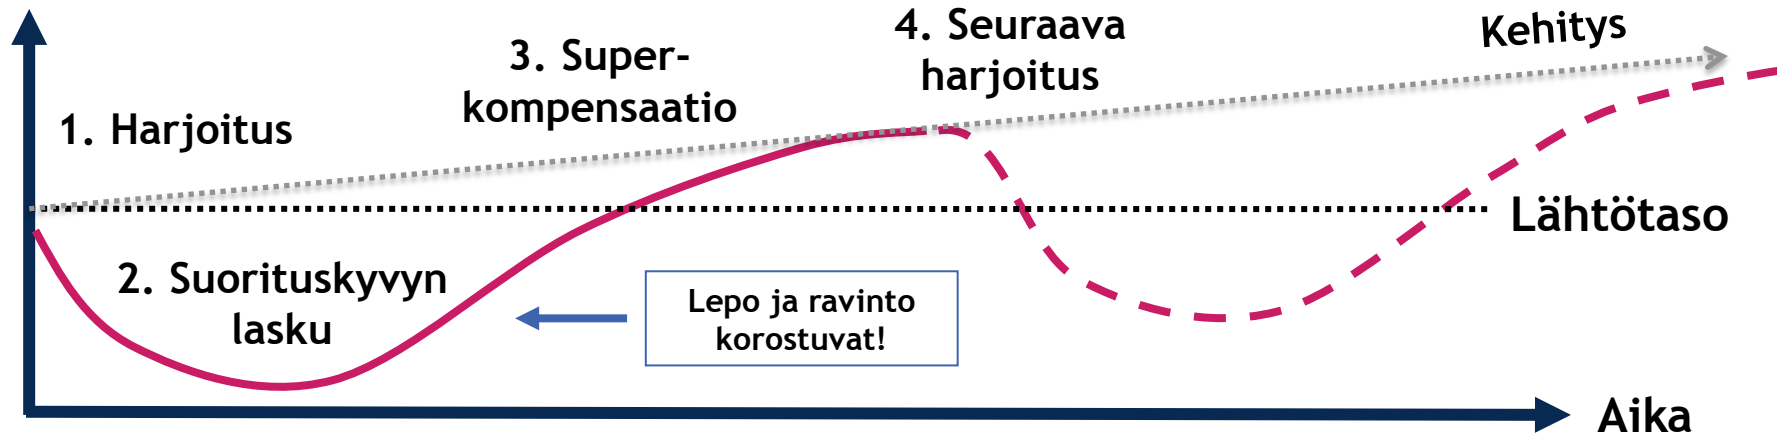 1. Harjoitus
2. Suorituskyvyn
lasku
3. Super-
kompensaatio
4. Seuraava
harjoitus
Kehitys
Lähtötaso
Lepo ja ravinto
korostuvat!
Aika